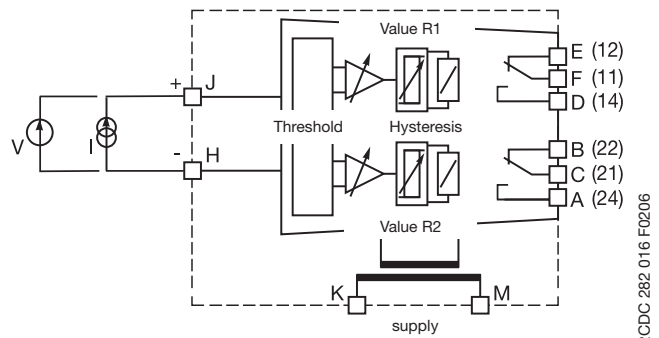 Value R1
E (12)
F (11)
D (14)
+ J
Threshold Hysteresis
V I
- H
B (22)
C (21)
A (24)
Value R2
K M
supply
2CDC 282 016 F0206